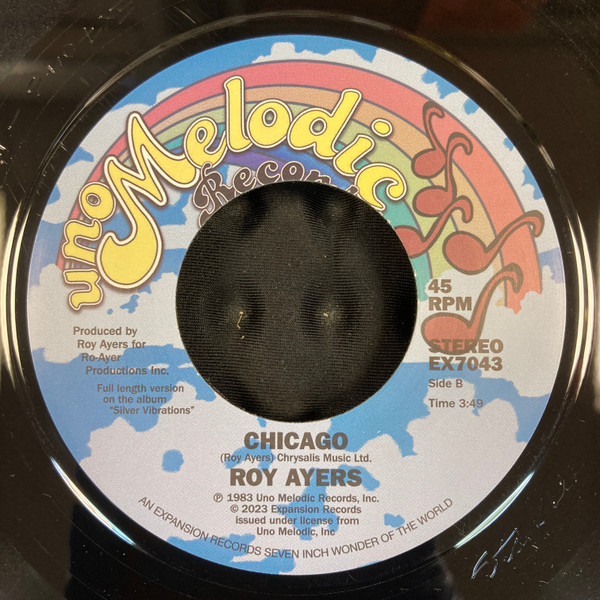 uno Melodic
Records
45
RPM
STEREO
EX7043
Side B
Time 3:49
Produced by
Roy Ayers for
Ro-Ayer
Productions Inc.
Full length version
on the album
"Silver Vibrations"
CHICAGO
(Roy Ayers) Chrysalis Music Ltd.
ROY AYERS
℗ 1983 Uno Melodic Records, Inc.
© 2023 Expansion Records
issued under license from
Uno Melodic, Inc
AN EXPANSION RECORDS SEVEN INCH WONDER OF THE WORLD